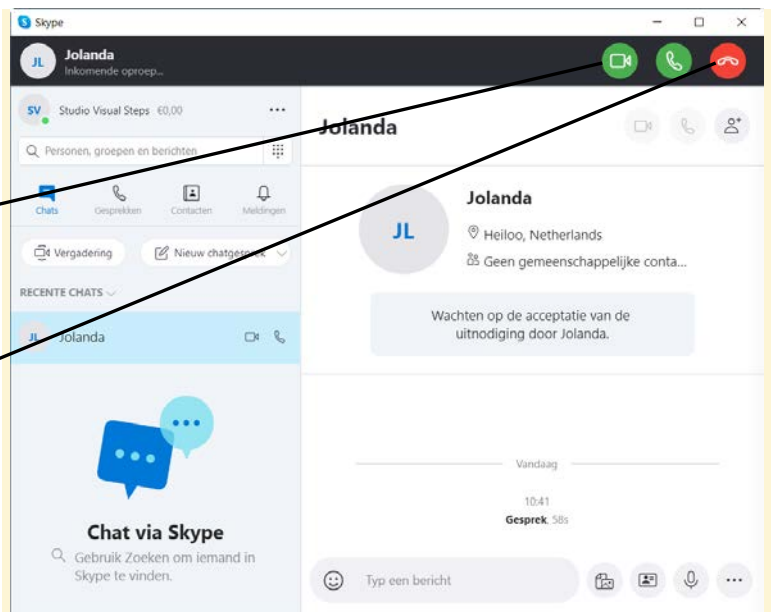 Skype
JL
Jolanda
Inkomende oproep...
SV
Studio Visual Steps €0,00
Personen, groepen en berichten
Chats
Gesprekken
Contacten
Meldingen
Vergadering
Nieuw chatgesprek
RECENTE CHATS
JL
Jolanda
Chat via Skype
Gebruik Zoeken om iemand in
Skype te vinden.
Jolanda
JL
Jolanda
Heiloo, Netherlands
Geen gemeenschappelijke conta...
Wachten op de acceptatie van de
uitnodiging door Jolanda.
Vandaag
10:41
Gesprek, 58s
Typ een bericht